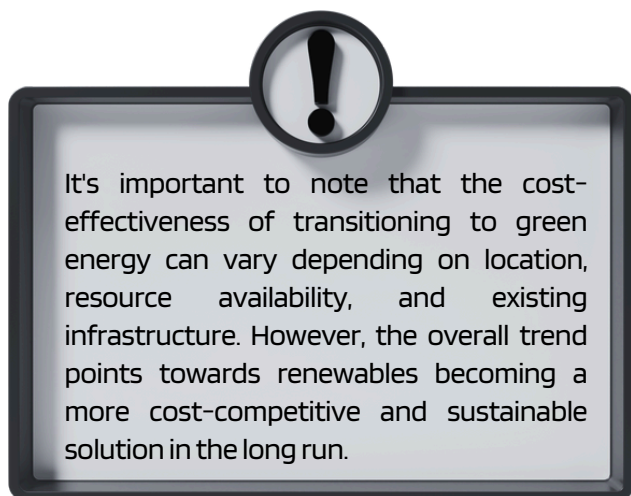 It's important to note that the cost-
effectiveness of transitioning to green
energy can vary depending on location,
resource availability, and existing
infrastructure. However, the overall trend
points towards renewables becoming a
more cost-competitive and sustainable
solution in the long run.